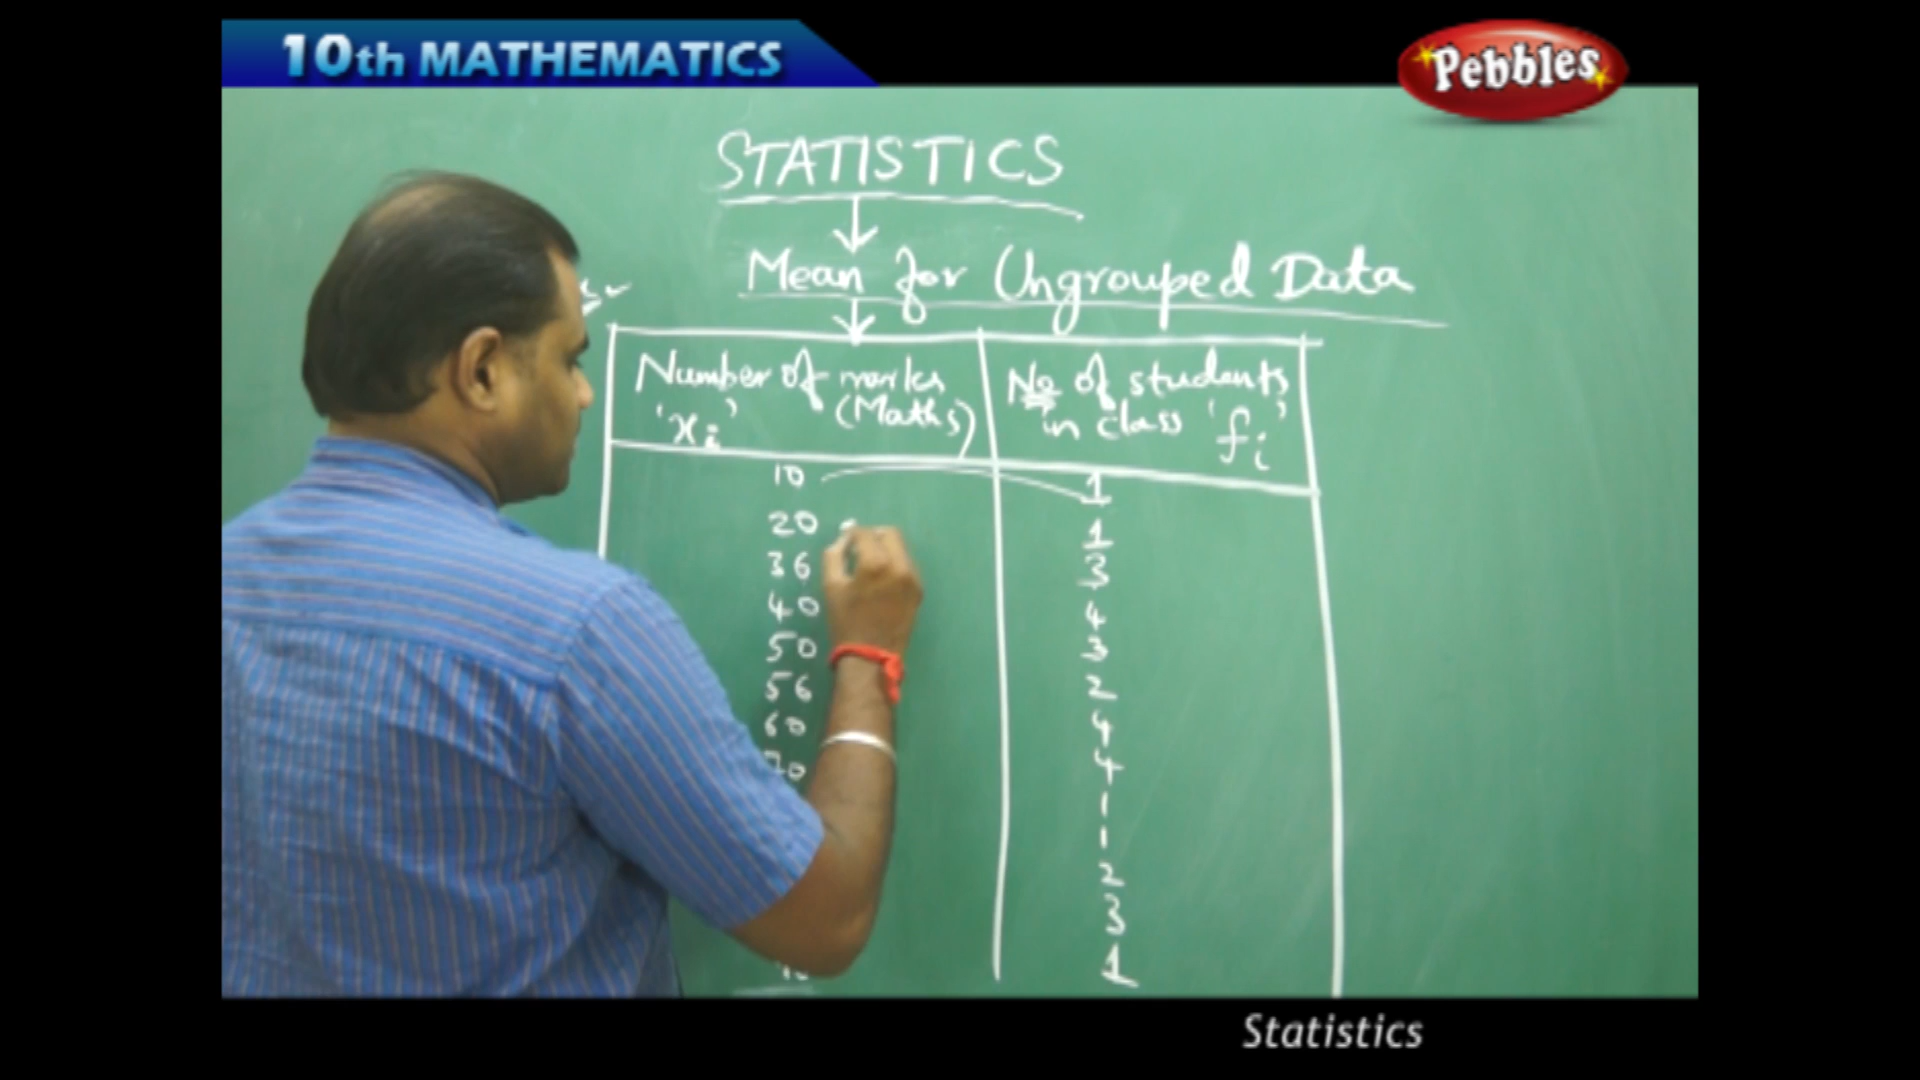 10th MATHEMATICS
Pebbles
STATISTICS
Mean for Ungrouped Data
Number of marks
(Maths)
'xi'
No of students
in class 'fi'
10 1
20 1
36 3
40 4
50 3
56 2
60 4
70 4
1
1
2
3
1
Statistics